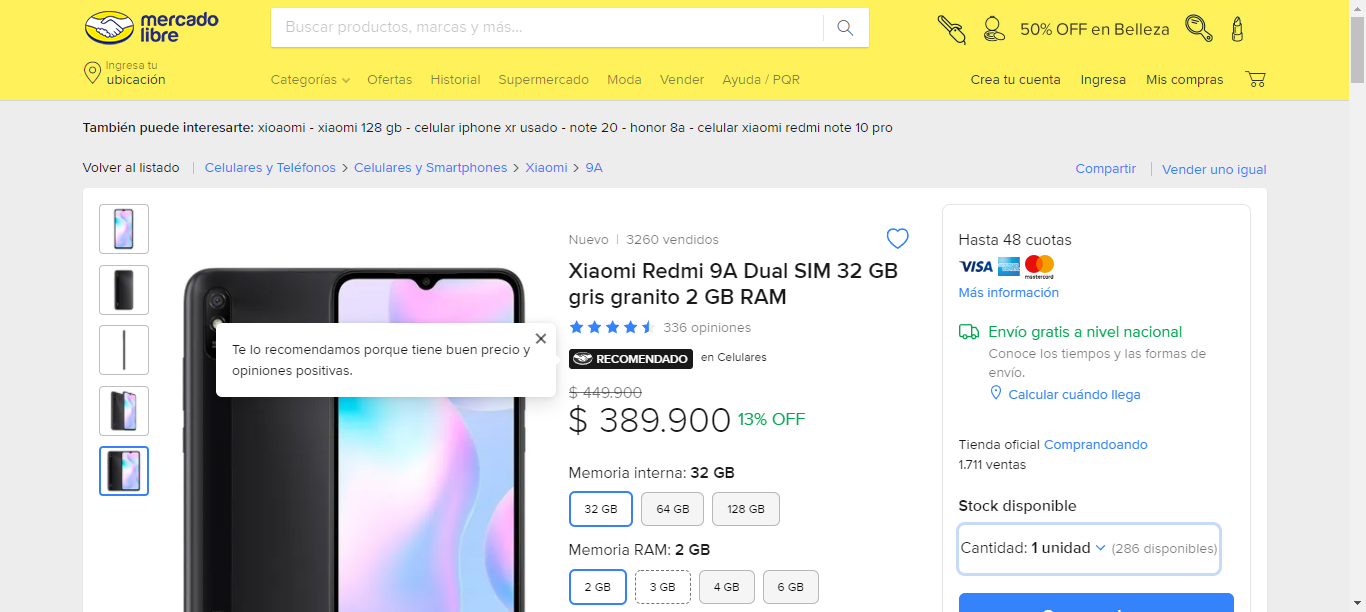 mercado
libre
Buscar productos, marcas y más...
50% OFF en Belleza
Ingresa tu
ubicación
Categorías
Ofertas
Historial
Supermercado
Moda
Vender
Ayuda / PQR
Crea tu cuenta
Ingresa
Mis compras
También puede interesarte: xioaomi - xiaomi 128 gb - celular iphone xr usado - note 20 - honor 8a - celular xiaomi redmi note 10 pro
Volver al listado | Celulares y Teléfonos > Celulares y Smartphones > Xiaomi > 9A
Compartir | Vender uno igual
Te lo recomendamos porque tiene buen precio y
opiniones positivas.
Nuevo | 3260 vendidos
Xiaomi Redmi 9A Dual SIM 32 GB
gris granito 2 GB RAM
336 opiniones
RECOMENDADO en Celulares
$ 449.900
$ 389.900 13% OFF
Memoria interna: 32 GB
32 GB
64 GB
128 GB
Memoria RAM: 2 GB
2 GB
3 GB
4 GB
6 GB
Hasta 48 cuotas
VISA
mastercard
Más información
Envío gratis a nivel nacional
Conoce los tiempos y las formas de
envío.
Calcular cuándo llega
Tienda oficial Comprandoando
1.711 ventas
Stock disponible
Cantidad: 1 unidad (286 disponibles)